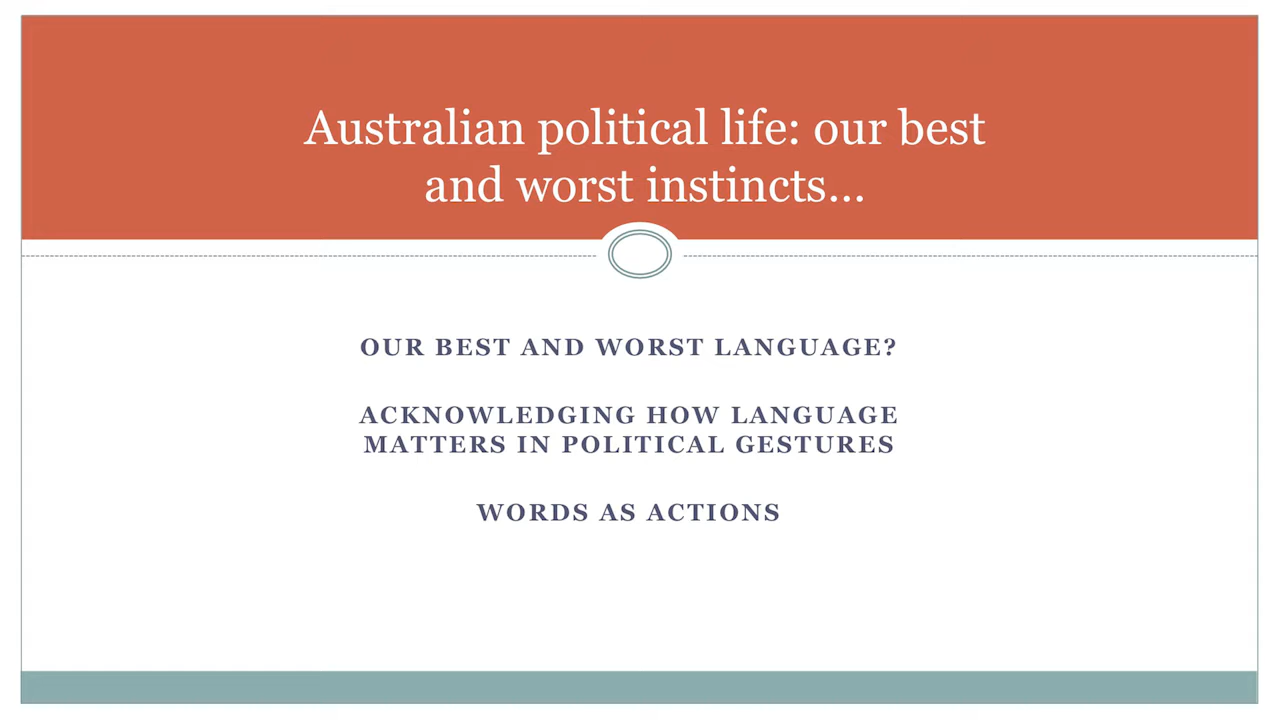 Australian political life: our best
and worst instincts…
OUR BEST AND WORST LANGUAGE?
ACKNOWLEDGING HOW LANGUAGE
MATTERS IN POLITICAL GESTURES
WORDS AS ACTIONS